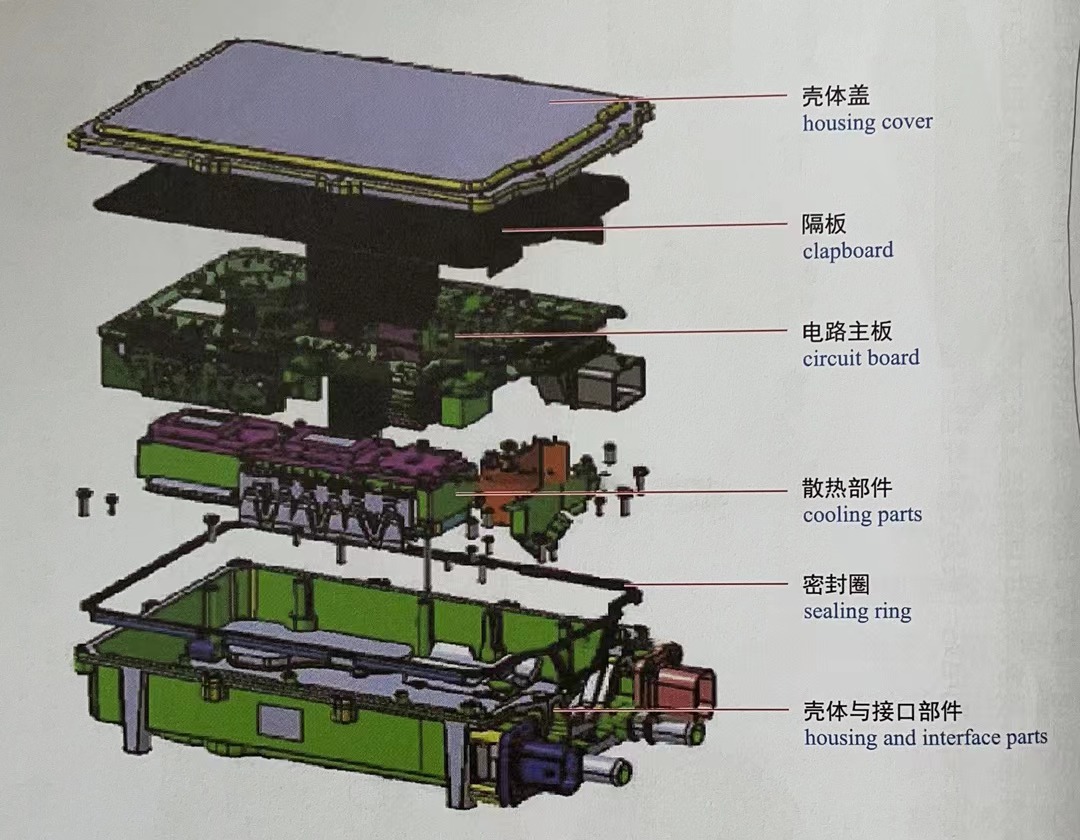 壳体盖
housing cover
隔板
clapboard
电路主板
circuit board
散热部件
cooling parts
密封圈
sealing ring
壳体与接口部件
housing and interface parts